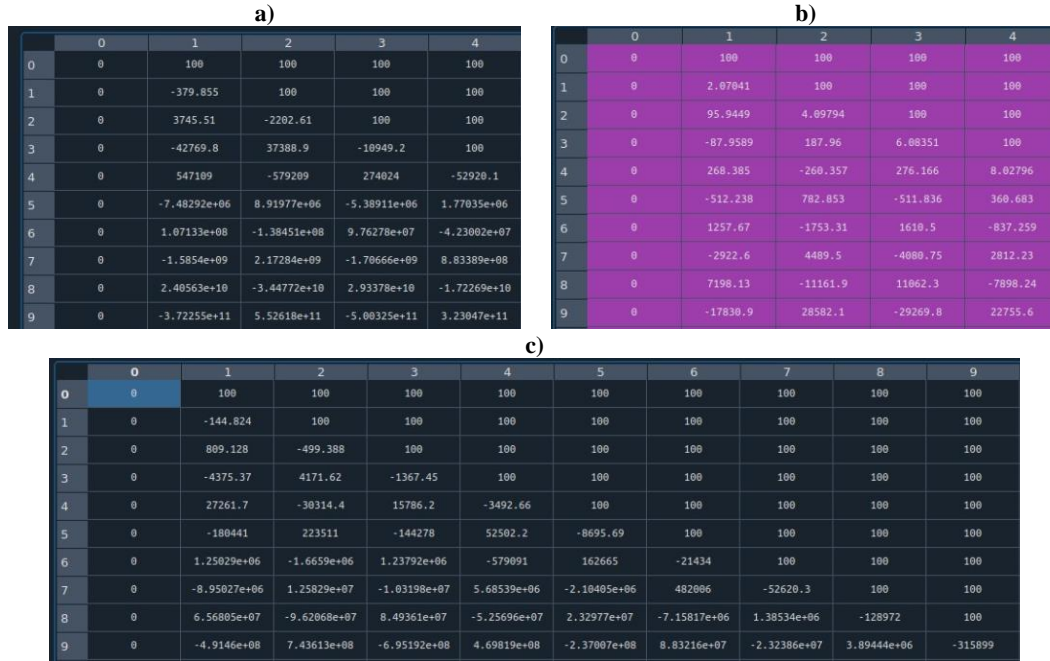 a)
0 1 2 3 4
0 0 100 100 100 100
1 0 -379.855 100 100 100
2 0 3745.51 -2202.61 100 100
3 0 -42769.8 37388.9 -10949.2 100
4 0 547109 -579209 274024 -52920.1
5 0 -7.48292e+06 8.91977e+06 -5.38911e+06 1.77035e+06
6 0 1.07133e+08 -1.38451e+08 9.76278e+07 -4.23002e+07
7 0 -1.5854e+09 2.17284e+09 -1.70666e+09 8.83389e+08
8 0 2.40563e+10 -3.44772e+10 2.93378e+10 -1.72269e+10
9 0 -3.72255e+11 5.52618e+11 -5.00325e+11 3.23047e+11
b)
0 1 2 3 4
0 0 100 100 100 100
1 0 2.07041 100 100 100
2 0 95.9449 4.09794 100 100
3 0 -87.9589 187.96 6.08351 100
4 0 268.385 -260.357 276.166 8.02796
5 0 -512.238 782.853 -511.836 360.683
6 0 1257.67 -1753.31 1610.5 -837.259
7 0 -2922.6 4489.5 -4080.75 2812.23
8 0 7198.13 -11161.9 11062.3 -7898.24
9 0 -17830.9 28582.1 -29269.8 22755.6
c)
0 1 2 3 4 5 6 7 8 9
0 0 100 100 100 100 100 100 100 100 100
1 0 -144.824 100 100 100 100 100 100 100 100
2 0 809.128 -499.388 100 100 100 100 100 100 100
3 0 -4375.37 4171.62 -1367.45 100 100 100 100 100 100
4 0 27261.7 -30314.4 15786.2 -3492.66 100 100 100 100 100
5 0 -180441 223511 -144278 52502.2 -8695.69 100 100 100 100
6 0 1.25029e+06 -1.6659e+06 1.23792e+06 -579091 162665 -21434 100 100 100
7 0 -8.95027e+06 1.25829e+07 -1.03198e+07 5.68539e+06 -2.10405e+06 482006 -52620.3 100 100
8 0 6.56805e+07 -9.62068e+07 8.49361e+07 -5.25696e+07 2.32977e+07 -7.15817e+06 1.38534e+06 -128972 100
9 0 -4.9146e+08 7.43613e+08 -6.95192e+08 4.69819e+08 -2.37007e+08 8.83216e+07 -2.32386e+07 3.89444e+06 -315899